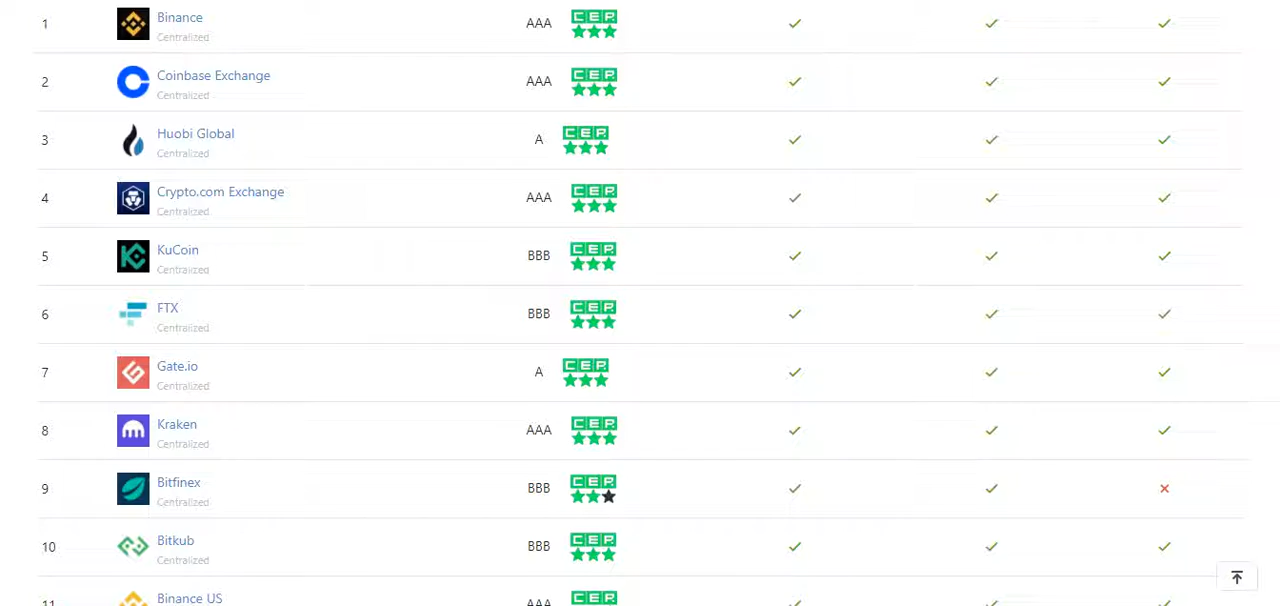 1 Binance AAA CER.
Centralized
2 Coinbase Exchange AAA CER.
Centralized
3 Huobi Global A CER.
Centralized
4 Crypto.com Exchange AAA CER.
Centralized
5 KuCoin BBB CER.
Centralized
6 FTX BBB CER.
Centralized
7 Gate.io A CER.
Centralized
8 Kraken AAA CER.
Centralized
9 Bitfinex BBB CER.
Centralized
10 Bitkub BBB CER.
Centralized
11 Binance US AAA CER.